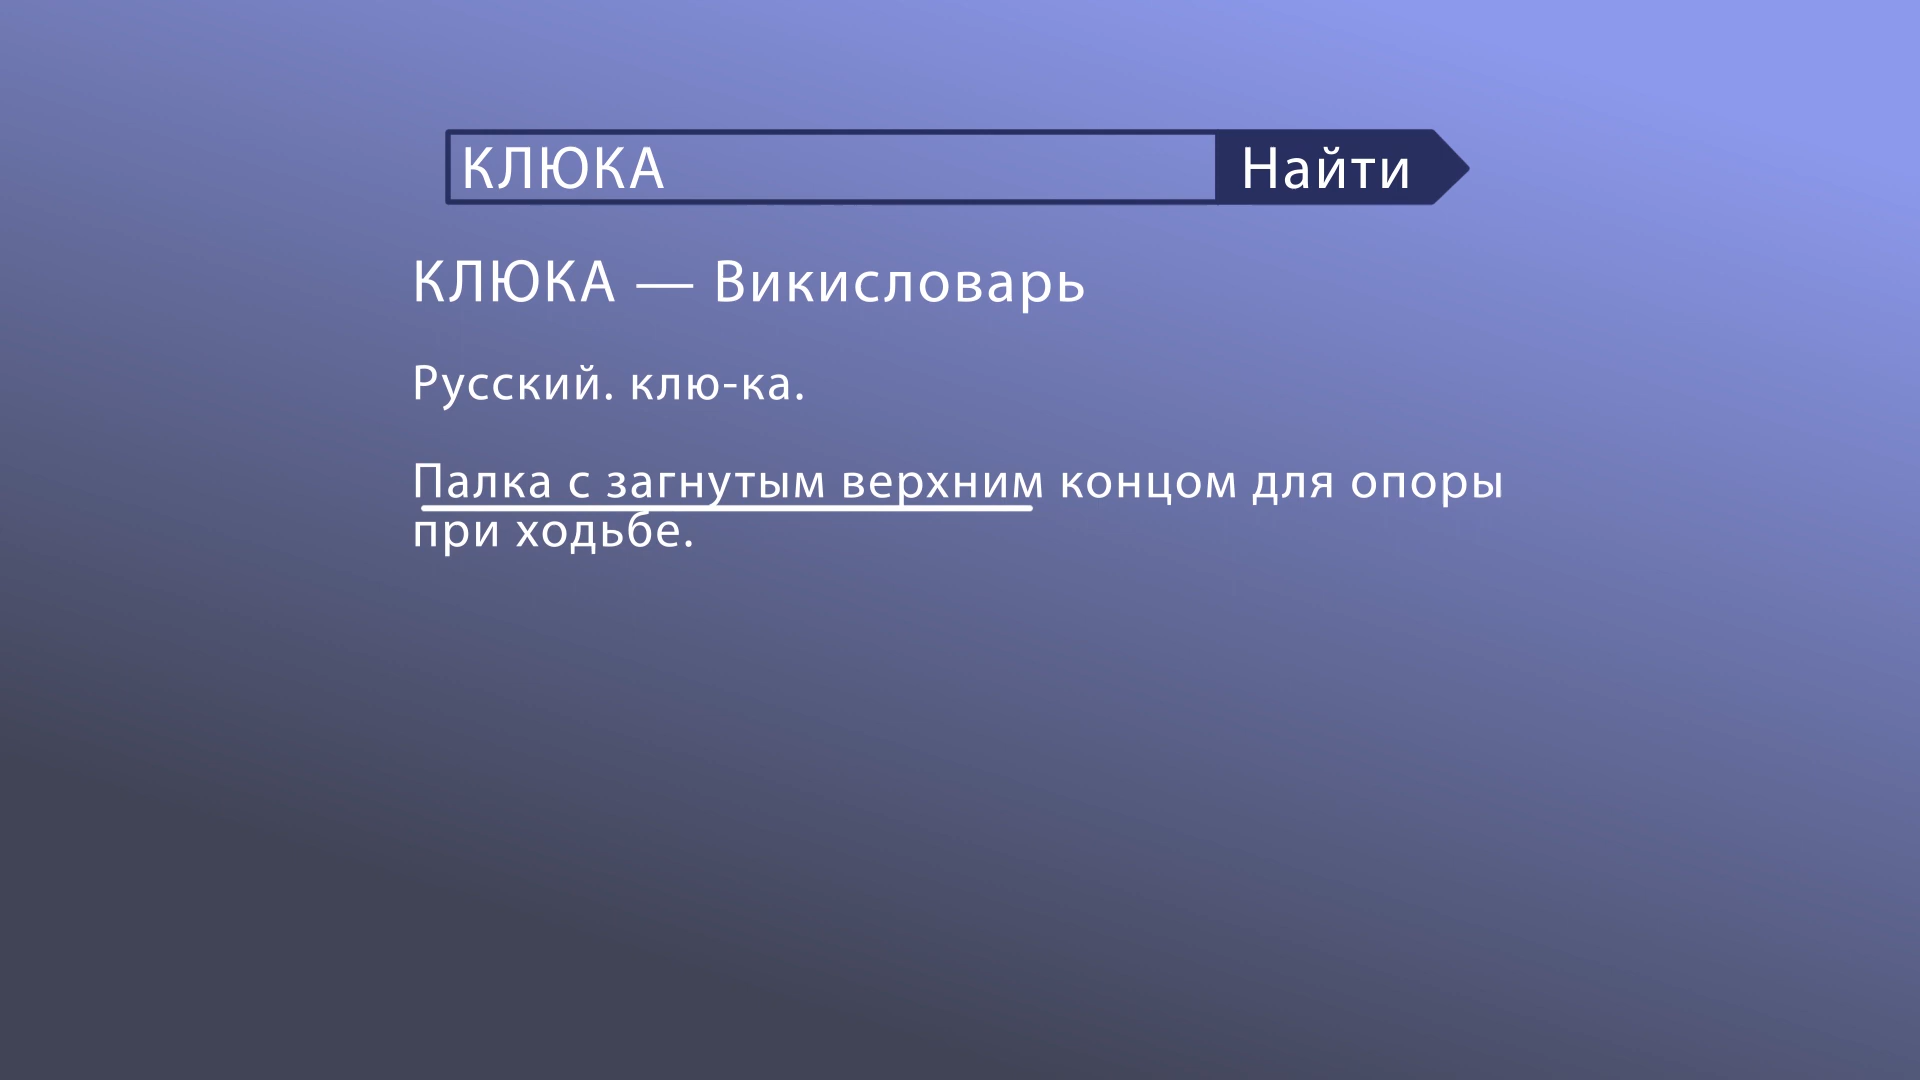 КЛЮКА Найти
КЛЮКА — Викисловарь
Русский. клю-ка.
Палка с загнутым верхним концом для опоры
при ходьбе.